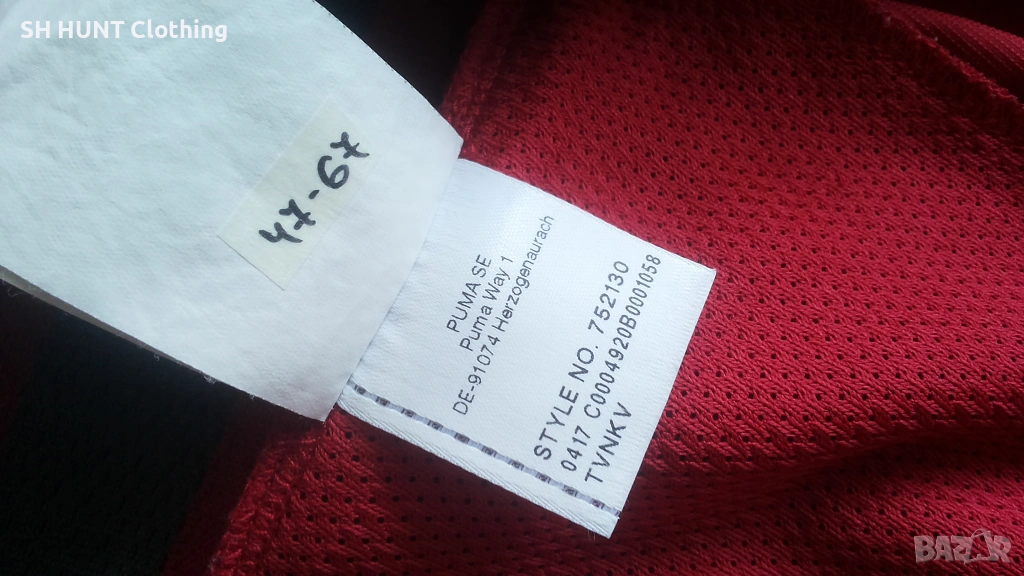 SH HUNT Clothing
47-67
PUMA SE
Puma Way 1
DE-91074 Herzogenaurach
STYLE NO. 752130
0417 C0004920B0001058
TVNKV
BAZAR